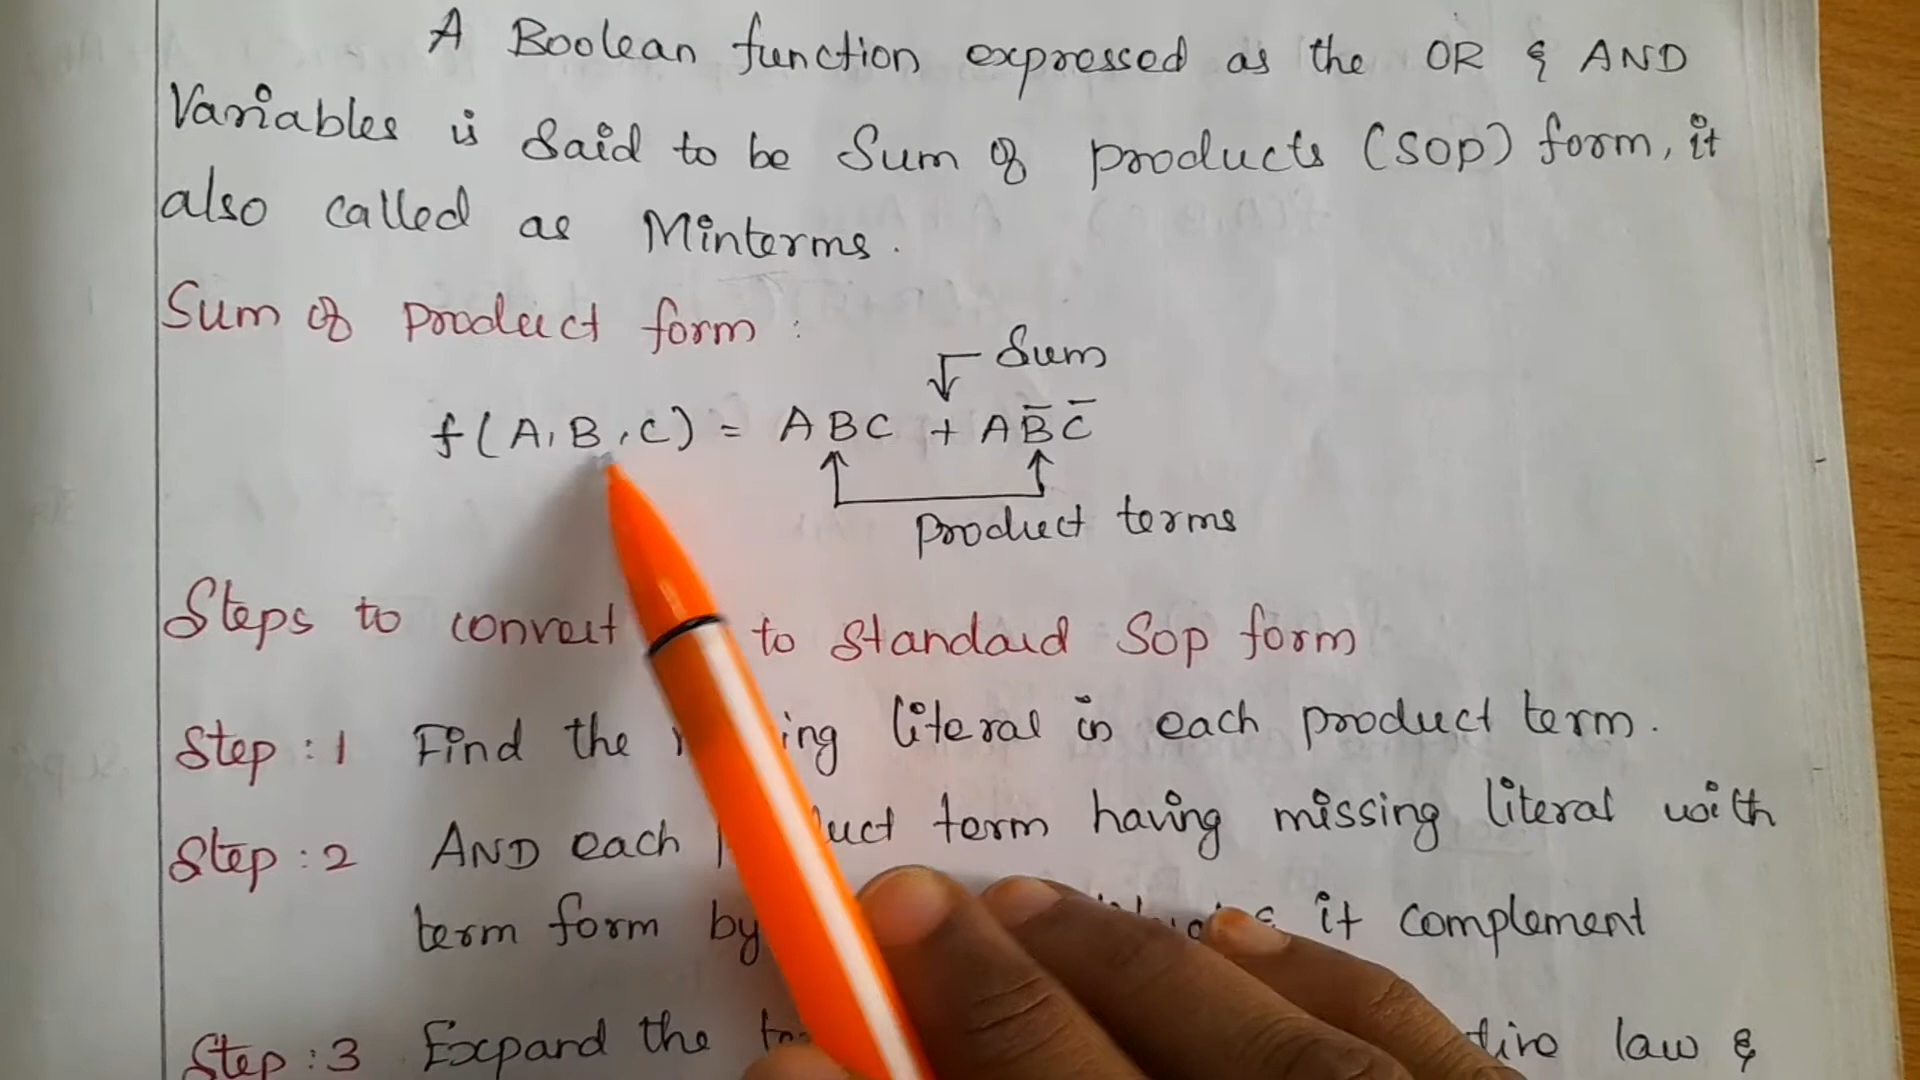 A Boolean function expressed as the OR & AND
Variables is said to be Sum of products (SOP) form, it
also called as Minterms.
Sum of product form :
Sum
f(A,B,C) = ABC + AB̅C̅
Product terms
Steps to convert to Standard Sop form
Step : 1 Find the ing literal in each product term.
Step : 2 AND each term having missing literal with
term form by it complement
Step : 3 Expand the law &